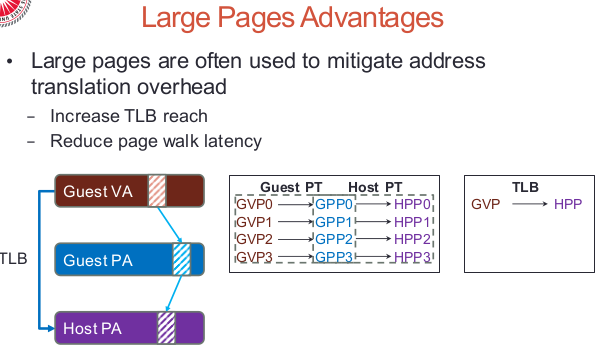 Large Pages Advantages
• Large pages are often used to mitigate address
translation overhead
– Increase TLB reach
– Reduce page walk latency
Guest VA
Guest PA
Host PA
TLB
Guest PT Host PT
GVP0 GPP0 HPP0
GVP1 GPP1 HPP1
GVP2 GPP2 HPP2
GVP3 GPP3 HPP3
TLB
GVP HPP